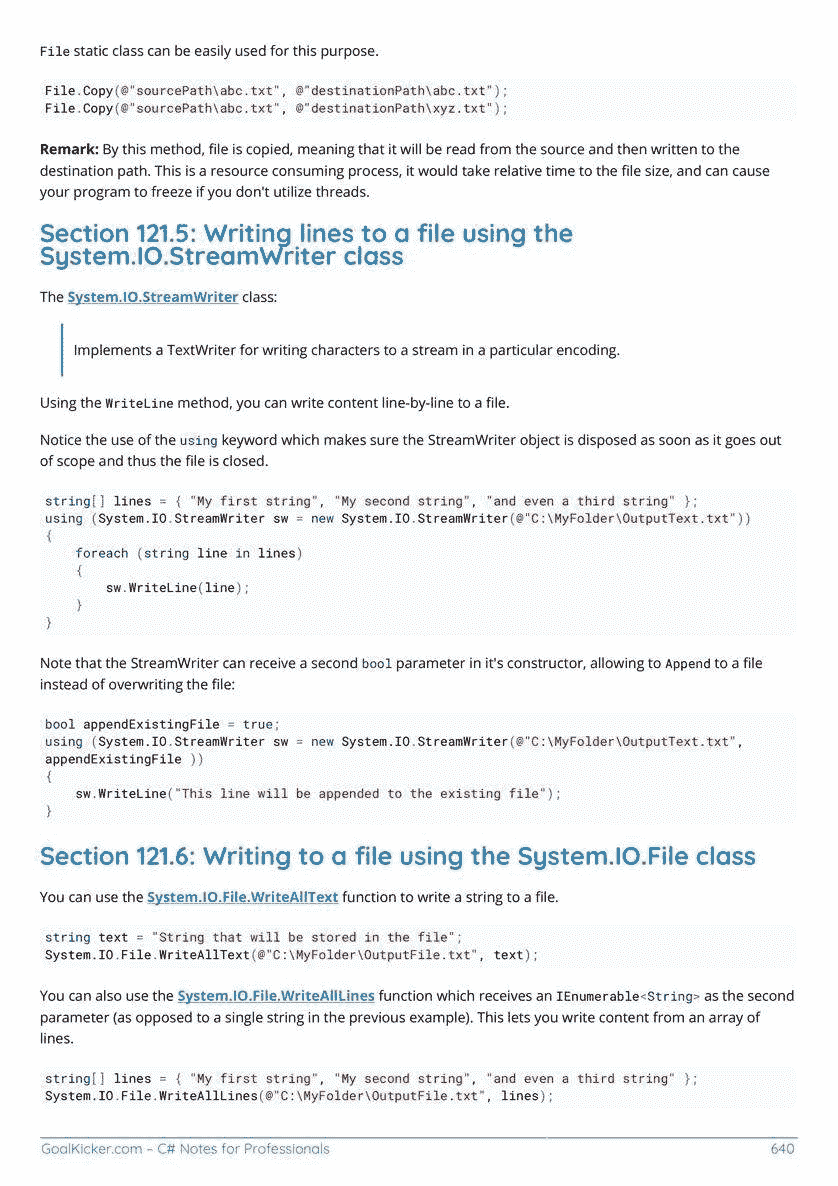 File static class can be easily used for this purpose.
File.Copy(@"sourcePath\abc.txt", @"destinationPath\abc.txt");
File.Copy(@"sourcePath\abc.txt", @"destinationPath\xyz.txt");
Remark: By this method, file is copied, meaning that it will be read from the source and then written to the
destination path. This is a resource consuming process, it would take relative time to the file size, and can cause
your program to freeze if you don't utilize threads.
Section 121.5: Writing lines to a file using the
System.IO.StreamWriter class
The System.IO.StreamWriter class:
Implements a TextWriter for writing characters to a stream in a particular encoding.
Using the WriteLine method, you can write content line-by-line to a file.
Notice the use of the using keyword which makes sure the StreamWriter object is disposed as soon as it goes out
of scope and thus the file is closed.
string[] lines = { "My first string", "My second string", "and even a third string" };
using (System.IO.StreamWriter sw = new System.IO.StreamWriter(@"C:\MyFolder\OutputText.txt"))
{
    foreach (string line in lines)
    {
        sw.WriteLine(line);
    }
}
Note that the StreamWriter can receive a second bool parameter in it's constructor, allowing to Append to a file
instead of overwriting the file:
bool appendExistingFile = true;
using (System.IO.StreamWriter sw = new System.IO.StreamWriter(@"C:\MyFolder\OutputText.txt",
appendExistingFile ))
{
    sw.WriteLine("This line will be appended to the existing file");
}
Section 121.6: Writing to a file using the System.IO.File class
You can use the System.IO.File.WriteAllText function to write a string to a file.
string text = "String that will be stored in the file";
System.IO.File.WriteAllText(@"C:\MyFolder\OutputFile.txt", text);
You can also use the System.IO.File.WriteAllLines function which receives an IEnumerable<String> as the second
parameter (as opposed to a single string in the previous example). This lets you write content from an array of
lines.
string[] lines = { "My first string", "My second string", "and even a third string" };
System.IO.File.WriteAllLines(@"C:\MyFolder\OutputFile.txt", lines);
GoalKicker.com – C# Notes for Professionals 640